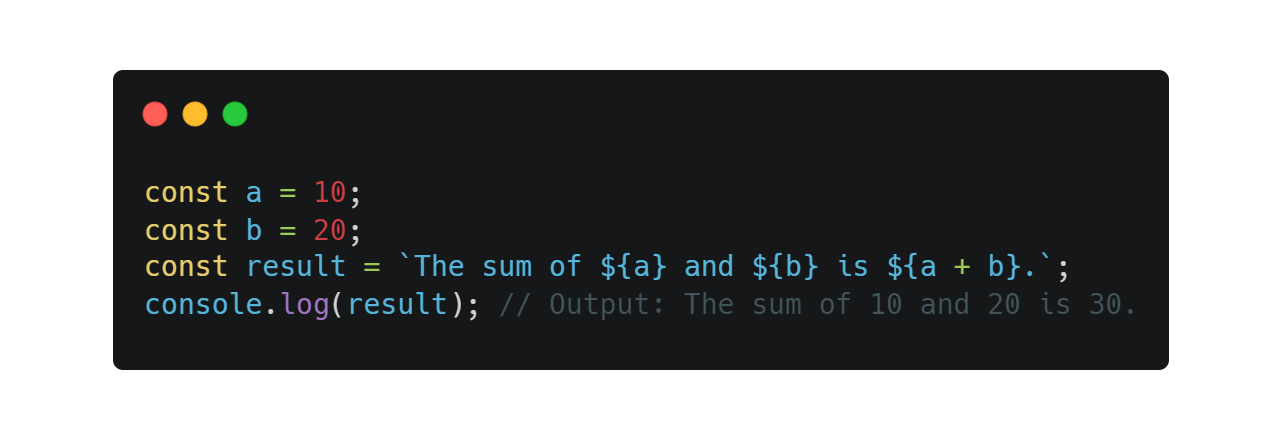 const a = 10;
const b = 20;
const result = `The sum of ${a} and ${b} is ${a + b}.`;
console.log(result); // Output: The sum of 10 and 20 is 30.